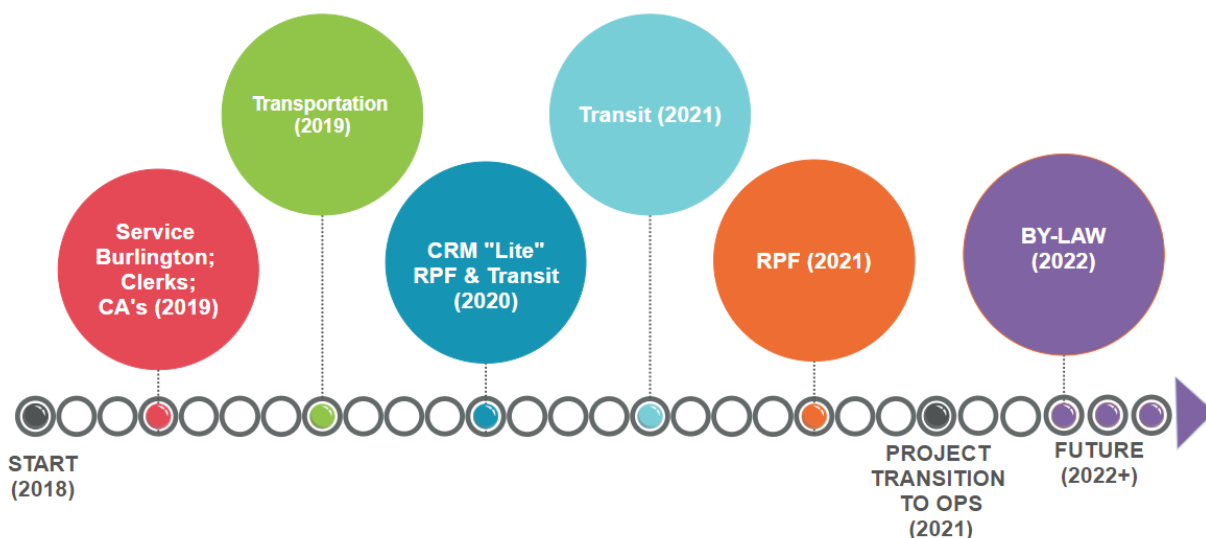 Service
Burlington;
Clerks;
CA's (2019)
Transportation
(2019)
CRM "Lite"
RPF & Transit
(2020)
Transit (2021)
RPF (2021)
BY-LAW
(2022)
START
(2018)
PROJECT
TRANSITION
TO OPS
(2021)
FUTURE
(2022+)